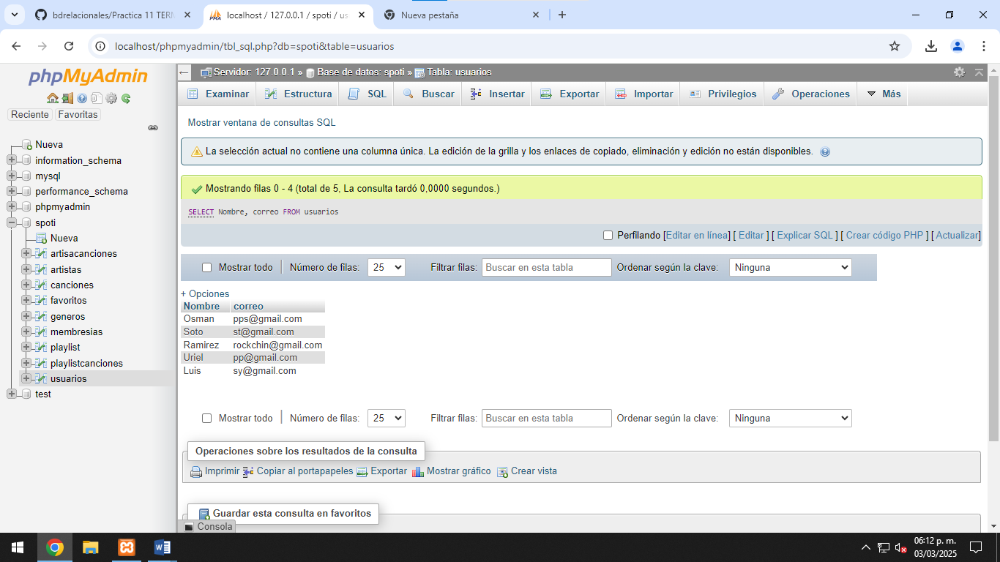 bdrelacionales/Practica 11 TERM
localhost / 127.0.0.1 / spoti / us
Nueva pestaña
localhost/phpmyadmin/tbl_sql.php?db=spoti&table=usuarios
phpMyAdmin
Reciente Favoritas
Nueva
information_schema
mysql
performance_schema
phpmyadmin
spoti
Nueva
artisacanciones
artistas
canciones
favoritos
generos
membresias
playlist
playlistcanciones
usuarios
test
Servidor: 127.0.0.1 » Base de datos: spoti » Tabla: usuarios
Examinar Estructura SQL Buscar Insertar Exportar Importar Privilegios Operaciones Más
Mostrar ventana de consultas SQL
La selección actual no contiene una columna única. La edición de la grilla y los enlaces de copiado, eliminación y edición no están disponibles.
Mostrando filas 0 - 4 (total de 5, La consulta tardó 0,0000 segundos.)
SELECT Nombre, correo FROM usuarios
Perfilando [Editar en línea] [ Editar ] [ Explicar SQL ] [ Crear código PHP ] [ Actualizar]
Mostrar todo Número de filas: 25 Filtrar filas: Buscar en esta tabla Ordenar según la clave: Ninguna
+ Opciones
Nombre correo
Osman pps@gmail.com
Soto st@gmail.com
Ramirez rockchin@gmail.com
Uriel pp@gmail.com
Luis sy@gmail.com
Mostrar todo Número de filas: 25 Filtrar filas: Buscar en esta tabla Ordenar según la clave: Ninguna
Operaciones sobre los resultados de la consulta
Imprimir Copiar al portapapeles Exportar Mostrar gráfico Crear vista
Guardar esta consulta en favoritos
Consola
06:12 p. m.
03/03/2025